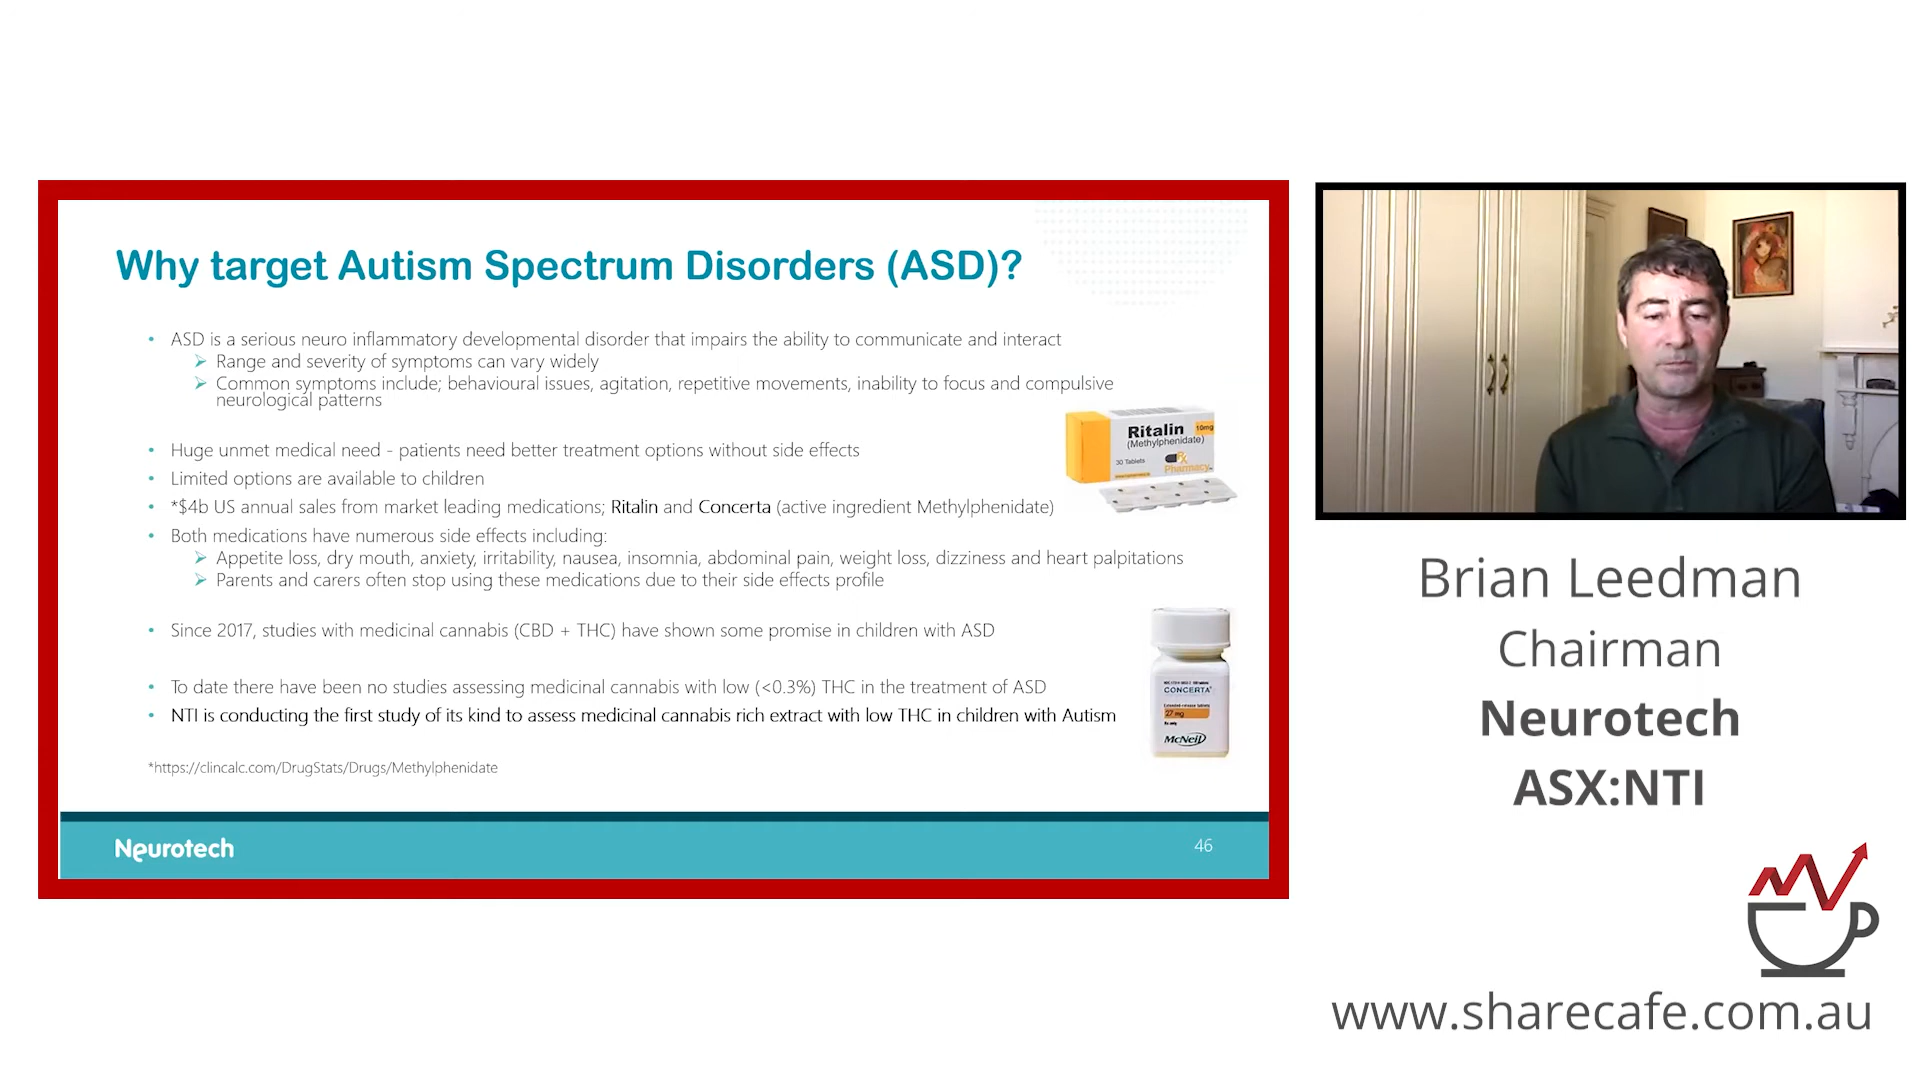 Why target Autism Spectrum Disorders (ASD)?
• ASD is a serious neuro inflammatory developmental disorder that impairs the ability to communicate and interact
➢ Range and severity of symptoms can vary widely
➢ Common symptoms include; behavioural issues, agitation, repetitive movements, inability to focus and compulsive
neurological patterns
• Huge unmet medical need - patients need better treatment options without side effects
• Limited options are available to children
• *$4b US annual sales from market leading medications; Ritalin and Concerta (active ingredient Methylphenidate)
• Both medications have numerous side effects including:
➢ Appetite loss, dry mouth, anxiety, irritability, nausea, insomnia, abdominal pain, weight loss, dizziness and heart palpitations
➢ Parents and carers often stop using these medications due to their side effects profile
• Since 2017, studies with medicinal cannabis (CBD + THC) have shown some promise in children with ASD
• To date there have been no studies assessing medicinal cannabis with low (<0.3%) THC in the treatment of ASD
• NTI is conducting the first study of its kind to assess medicinal cannabis rich extract with low THC in children with Autism
*https://clincalc.com/DrugStats/Drugs/Methylphenidate
Neurotech
46
Ritalin 10mg
(Methylphenidate)
30 Tablets
Rx
Pharmacy
CONCERTA
27 mg
McNeil
Brian Leedman
Chairman
Neurotech
ASX:NTI
www.sharecafe.com.au